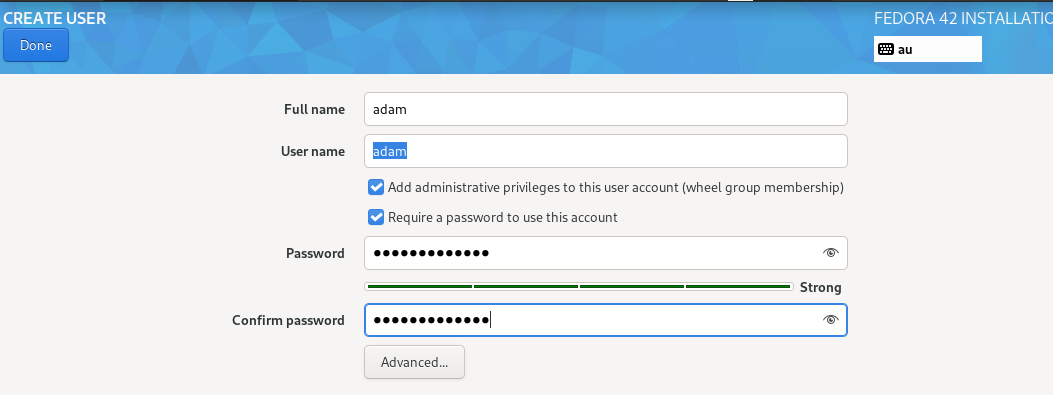 CREATE USER
FEDORA 42 INSTALLATIO
Done
au
Full name
adam
User name
adam
Add administrative privileges to this user account (wheel group membership)
Require a password to use this account
Password
●●●●●●●●●●●●●
Strong
Confirm password
●●●●●●●●●●●●●
Advanced...